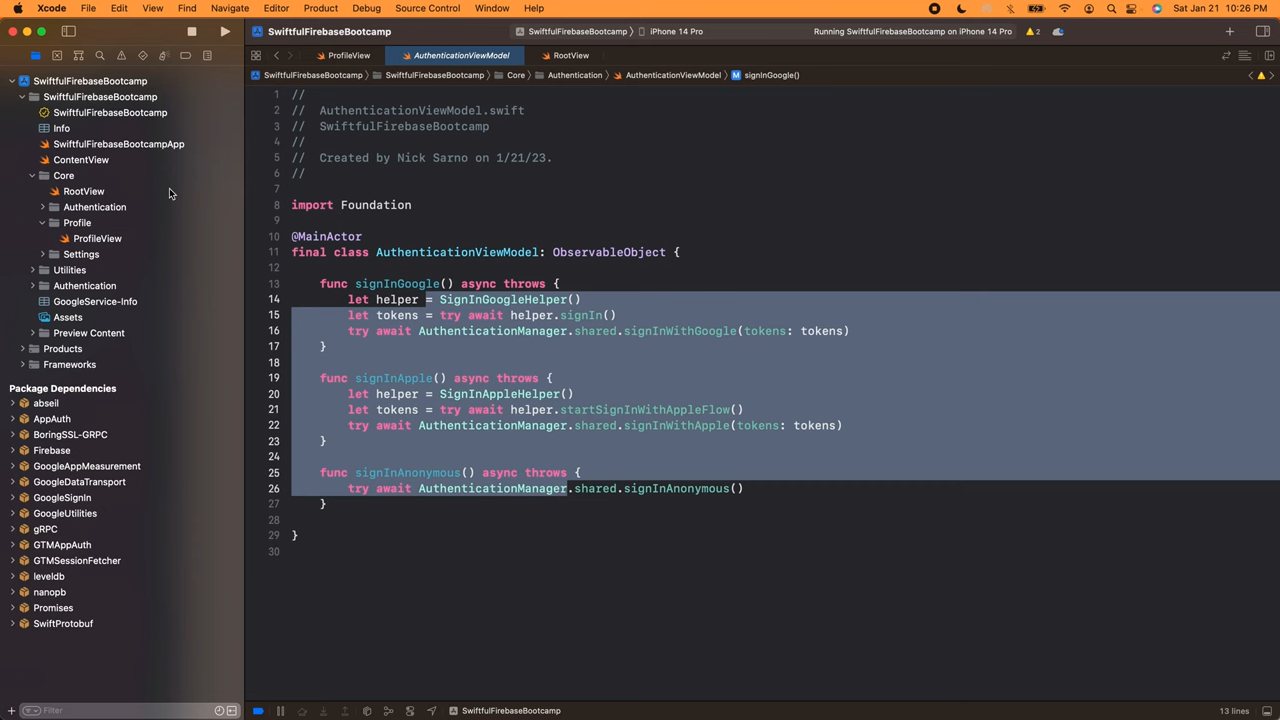 Xcode File Edit View Find Navigate Editor Product Debug Source Control Window Help Sat Jan 21 10:26 PM
SwiftfulFirebaseBootcamp SwiftfulFirebaseBootcamp iPhone 14 Pro Running SwiftfulFirebaseBootcamp on iPhone 14 Pro 2
ProfileView AuthenticationViewModel RootView
SwiftfulFirebaseBootcamp SwiftfulFirebaseBootcamp Core Authentication AuthenticationViewModel M signInGoogle()
SwiftfulFirebaseBootcamp
SwiftfulFirebaseBootcamp
SwiftfulFirebaseBootcamp
Info
SwiftfulFirebaseBootcampApp
ContentView
Core
RootView
Authentication
Profile
ProfileView
Settings
Utilities
Authentication
GoogleService-Info
Assets
Preview Content
Products
Frameworks
Package Dependencies
abseil
AppAuth
BoringSSL-GRPC
Firebase
GoogleAppMeasurement
GoogleDataTransport
GoogleSignIn
GoogleUtilities
gRPC
GTMAppAuth
GTMSessionFetcher
leveldb
nanopb
Promises
SwiftProtobuf
Filter
1 //
2 // AuthenticationViewModel.swift
3 // SwiftfulFirebaseBootcamp
4 //
5 // Created by Nick Sarno on 1/21/23.
6 //
7
8 import Foundation
9
10 @MainActor
11 final class AuthenticationViewModel: ObservableObject {
12
13 func signInGoogle() async throws {
14 let helper = SignInGoogleHelper()
15 let tokens = try await helper.signIn()
16 try await AuthenticationManager.shared.signInWithGoogle(tokens: tokens)
17 }
18
19 func signInApple() async throws {
20 let helper = SignInAppleHelper()
21 let tokens = try await helper.startSignInWithAppleFlow()
22 try await AuthenticationManager.shared.signInWithApple(tokens: tokens)
23 }
24
25 func signInAnonymous() async throws {
26 try await AuthenticationManager.shared.signInAnonymous()
27 }
28
29 }
30
SwiftfulFirebaseBootcamp 13 lines